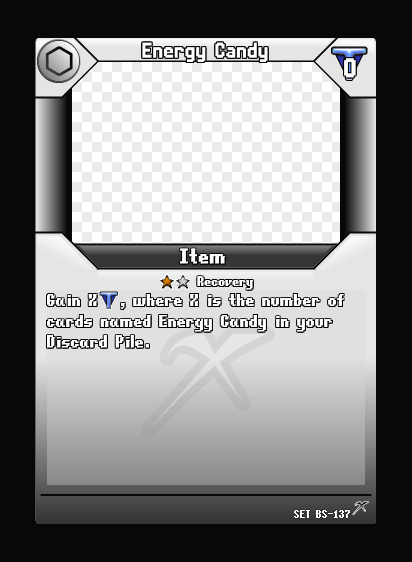 Energy Candy
0
Item
Recovery
Gain X , where X is the number of
cards named Energy Candy in your
Discard Pile.
SET BS-137